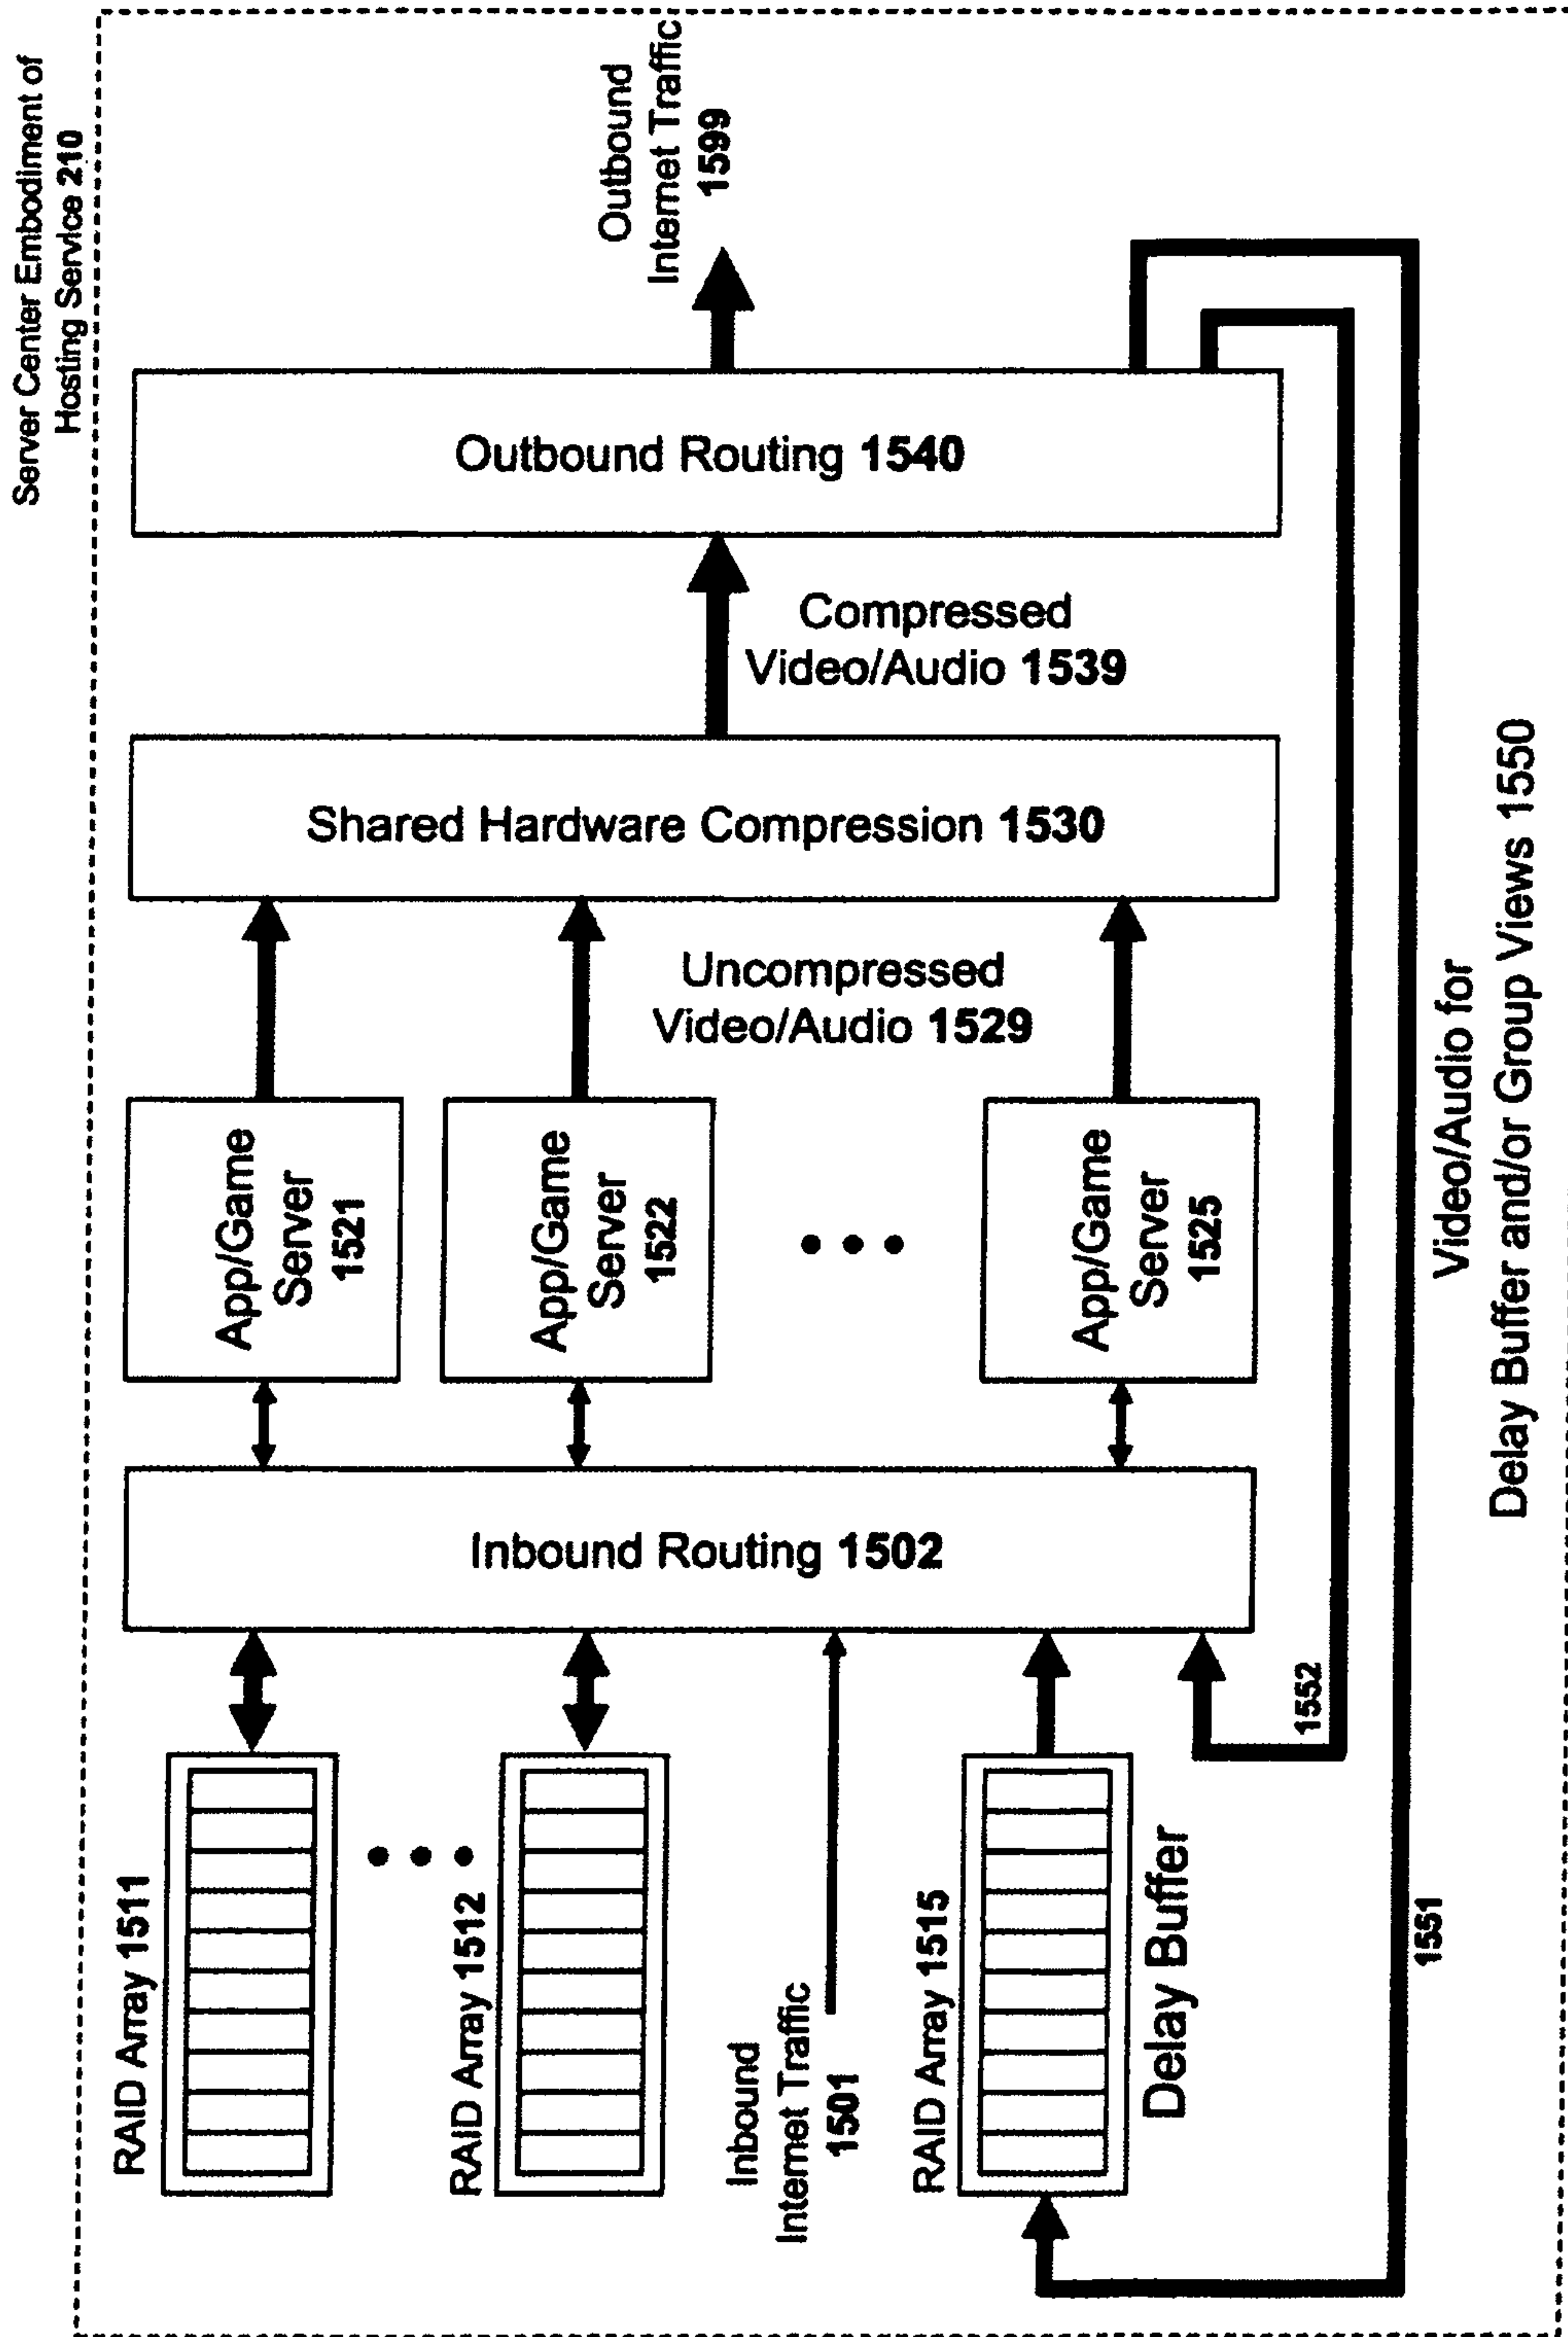 Server Center Embodiment of
Hosting Service 210
RAID Array 1511
RAID Array 1512
Inbound
Internet Traffic
1501
RAID Array 1515
Delay Buffer
Inbound Routing 1502
App/Game
Server
1521
App/Game
Server
1522
App/Game
Server
1525
Uncompressed
Video/Audio 1529
Shared Hardware Compression 1530
Compressed
Video/Audio 1539
Outbound Routing 1540
Outbound
Internet Traffic
1599
1552
1551
Video/Audio for
Delay Buffer and/or Group Views 1550